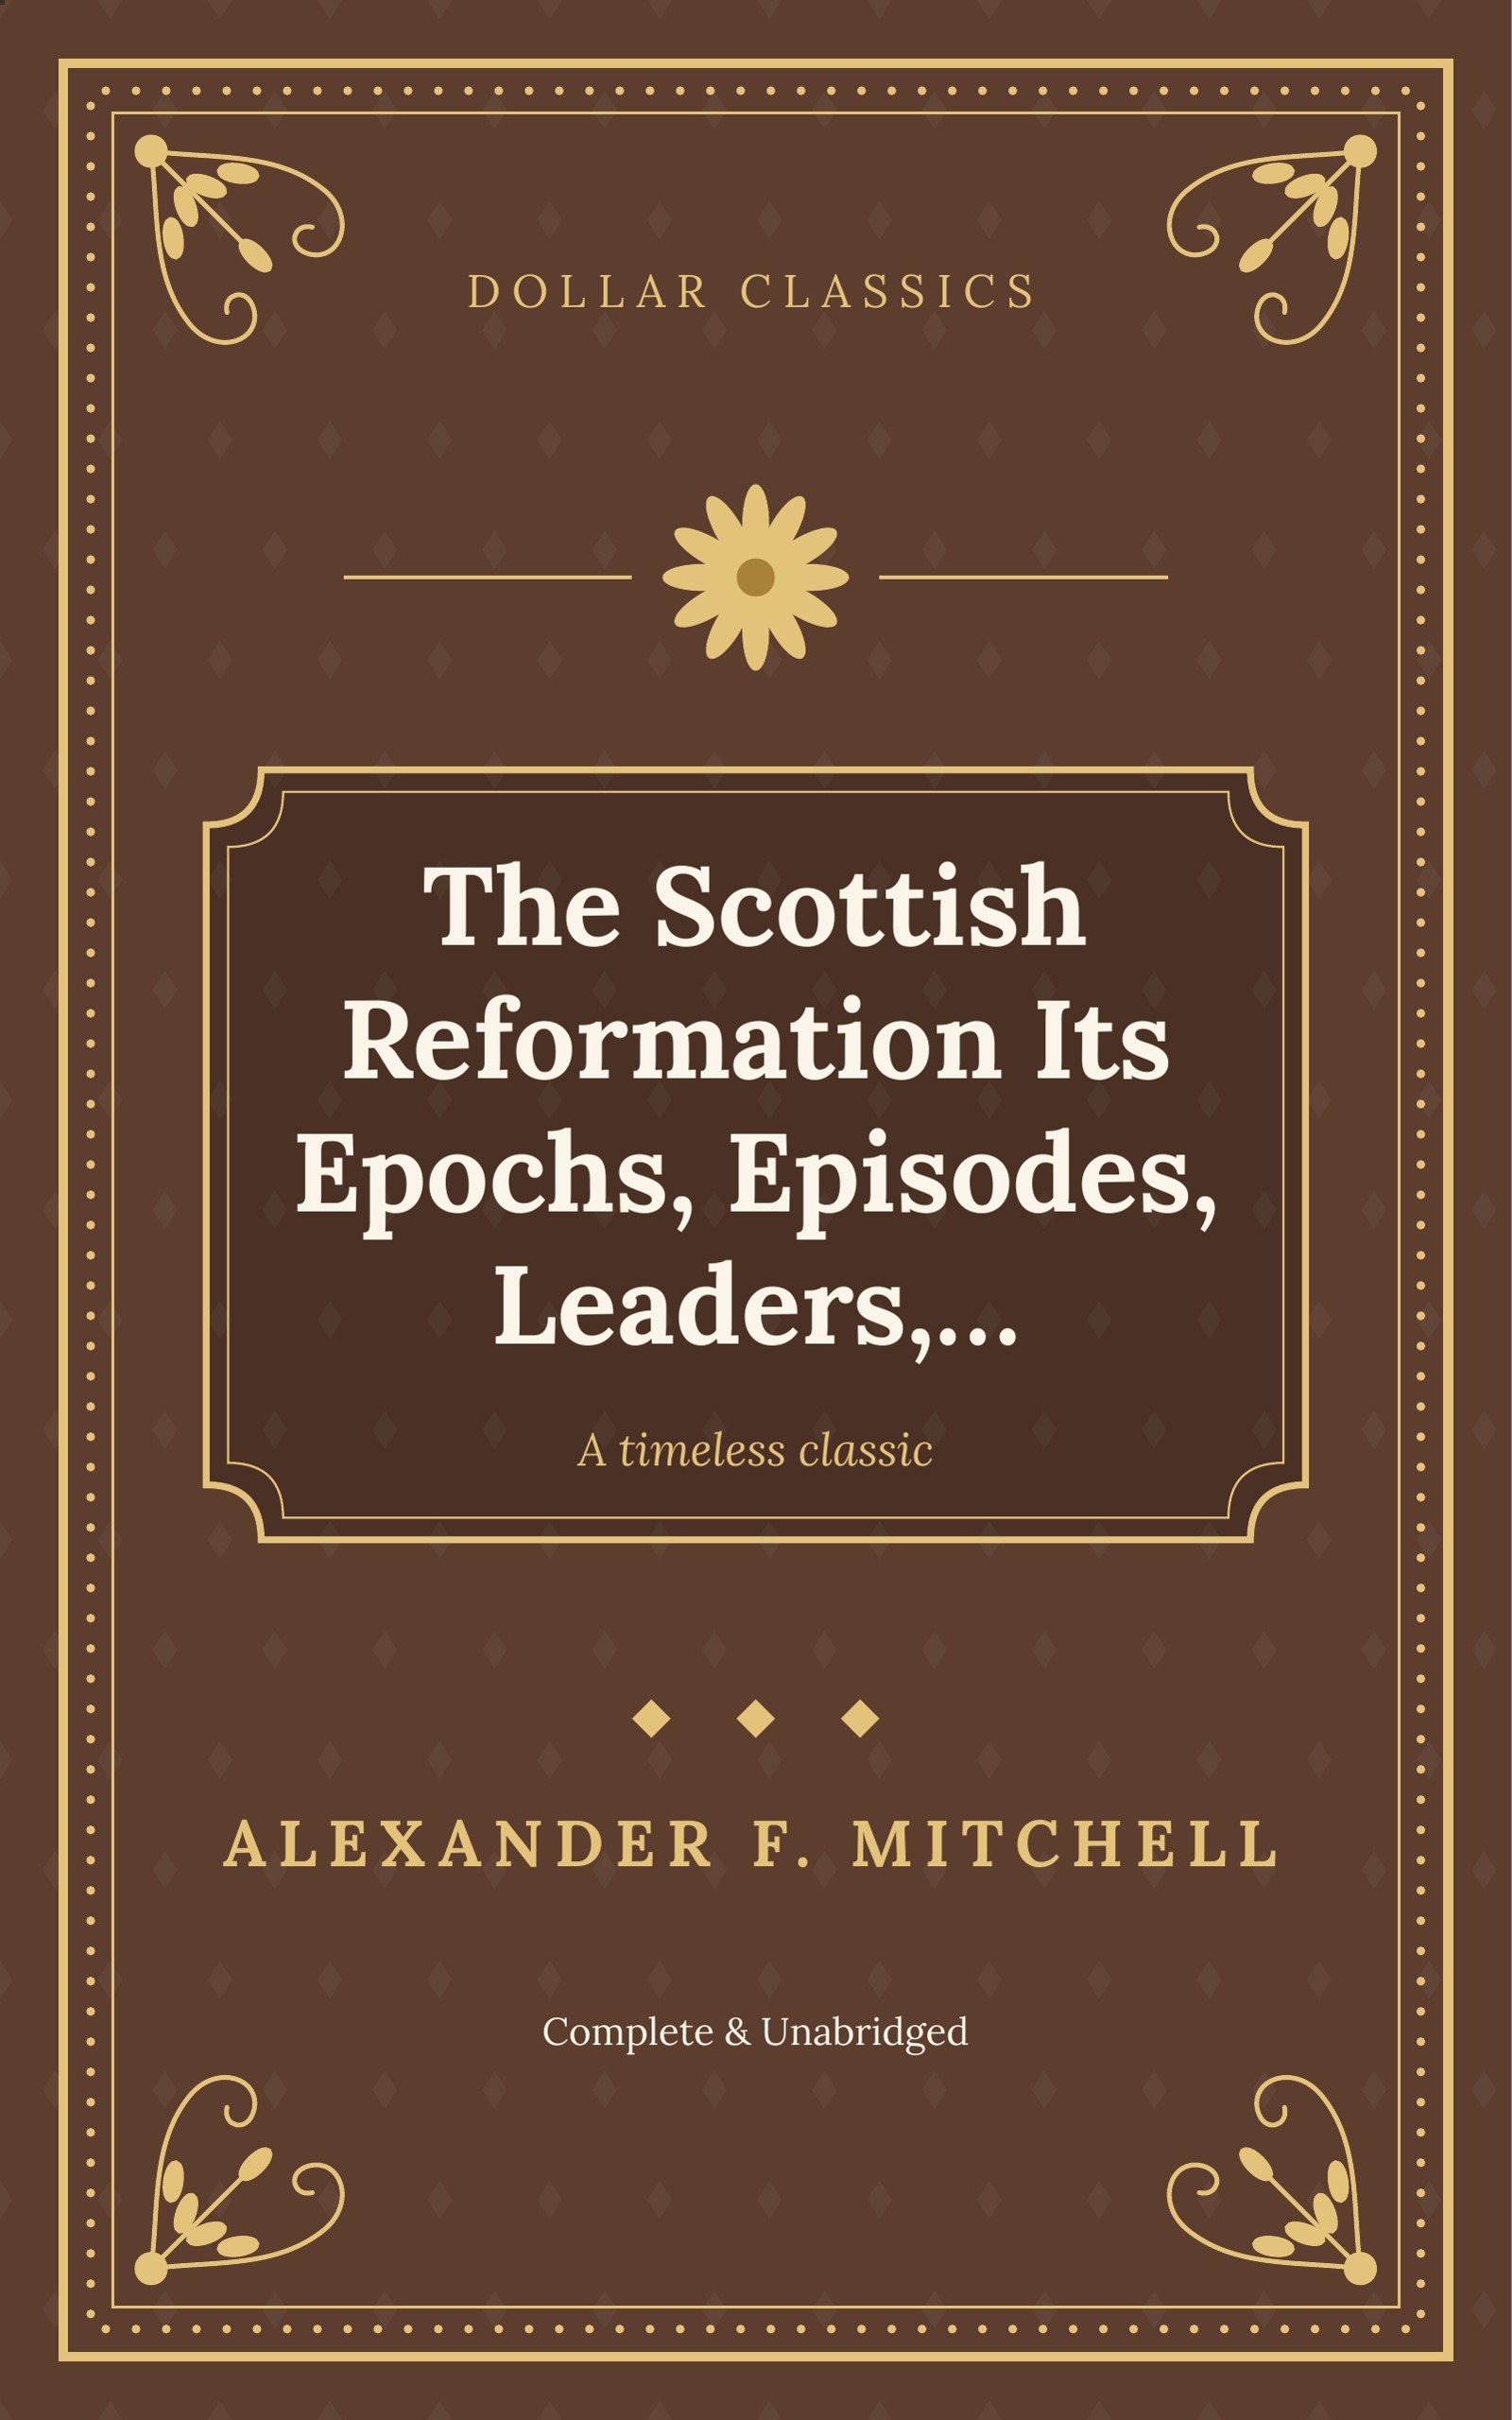 DOLLAR CLASSICS
The Scottish
Reformation Its
Epochs, Episodes,
Leaders,...
A timeless classic
ALEXANDER F. MITCHELL
Complete & Unabridged